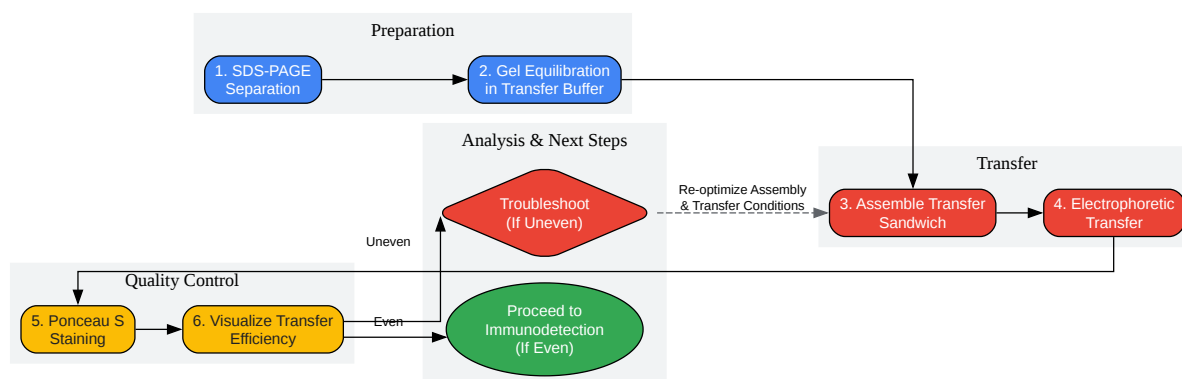 Preparation
1. SDS-PAGE
Separation
2. Gel Equilibration
in Transfer Buffer
Analysis & Next Steps
Troubleshoot
(If Uneven)
Re-optimize Assembly
& Transfer Conditions
Transfer
3. Assemble Transfer
Sandwich
4. Electrophoretic
Transfer
Uneven
Quality Control
5. Ponceau S
Staining
6. Visualize Transfer
Efficiency
Even
Proceed to
Immunodetection
(If Even)